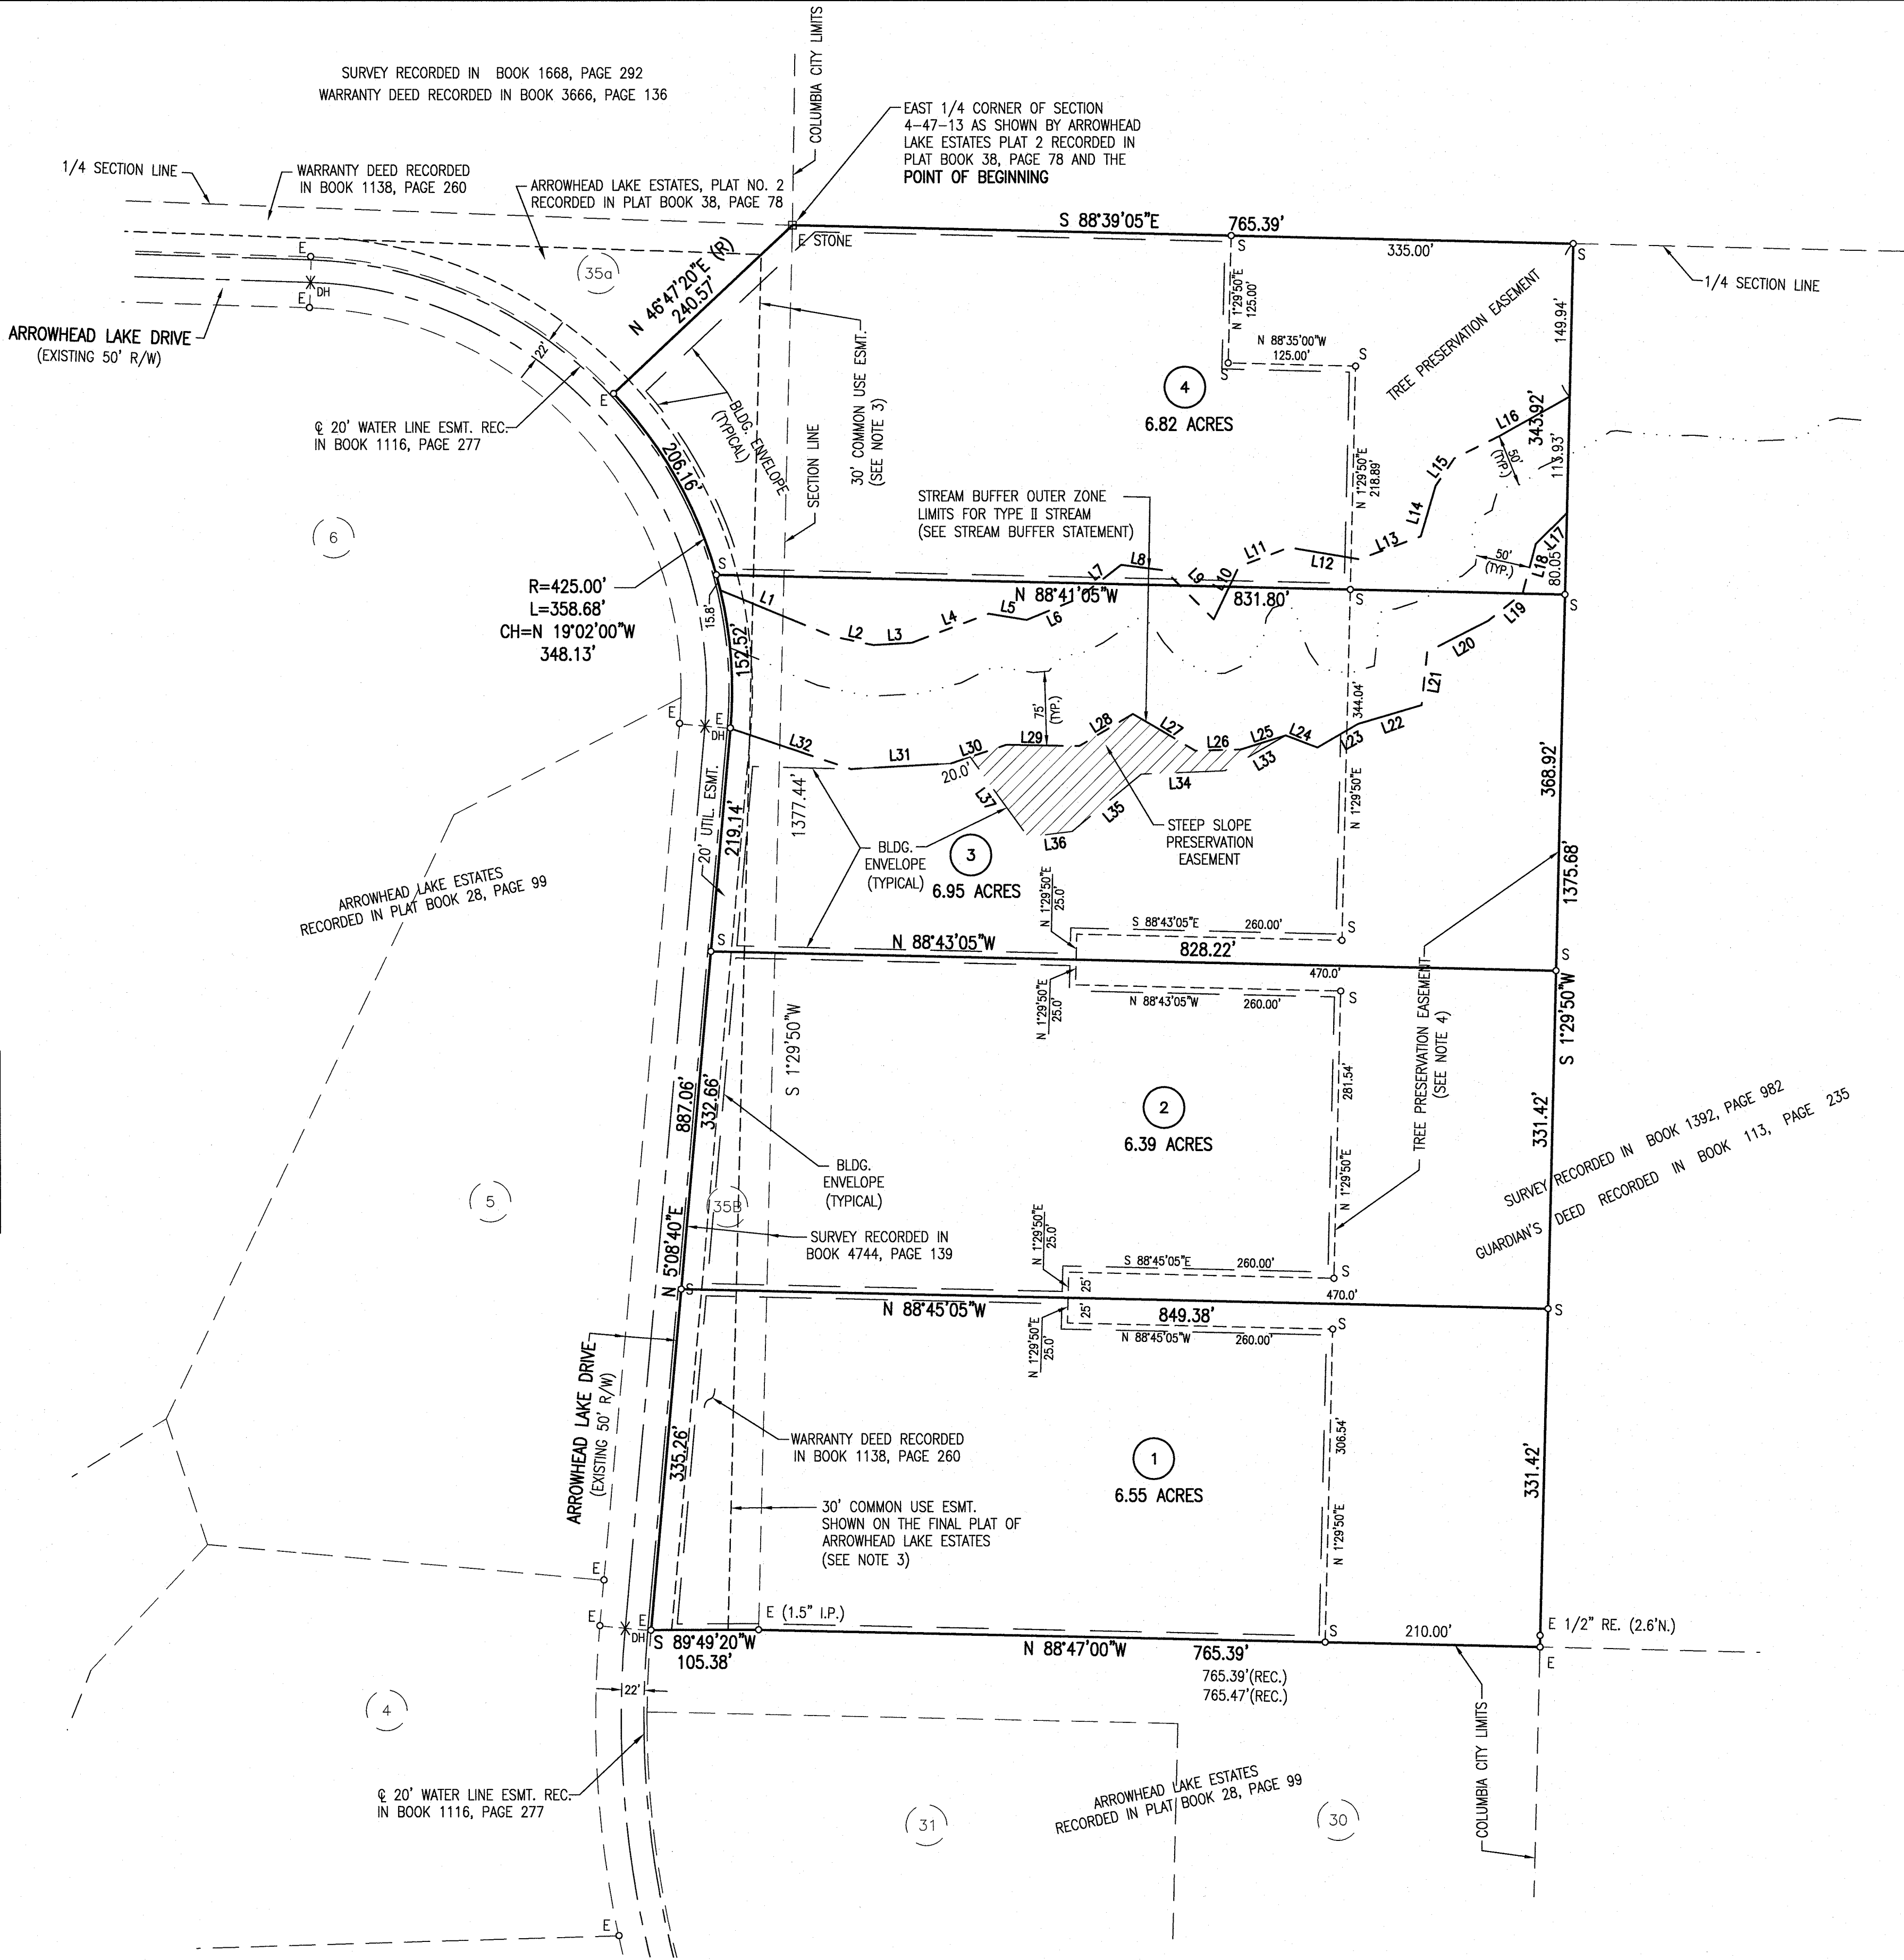 SURVEY RECORDED IN BOOK 1668, PAGE 292
WARRANTY DEED RECORDED IN BOOK 3666, PAGE 136
COLUMBIA CITY LIMITS
EAST 1/4 CORNER OF SECTION
4-47-13 AS SHOWN BY ARROWHEAD
LAKE ESTATES PLAT 2 RECORDED IN
PLAT BOOK 38, PAGE 78 AND THE
POINT OF BEGINNING
1/4 SECTION LINE
WARRANTY DEED RECORDED
IN BOOK 1138, PAGE 260
ARROWHEAD LAKE ESTATES, PLAT NO. 2
RECORDED IN PLAT BOOK 38, PAGE 78
S 88°39'05"E
765.39'
335.00'
E STONE
S
S
1/4 SECTION LINE
E
DH
E
35a
N 46°47'20"E (R)
240.57'
ARROWHEAD LAKE DRIVE
(EXISTING 50' R/W)
22'
E
N 1°29'50"E
125.00'
N 88°35'00"W
125.00'
S
S
TREE PRESERVATION EASEMENT
149.94'
343.92'
113.93'
80.05'
4
6.82 ACRES
℄ 20' WATER LINE ESMT. REC.
IN BOOK 1116, PAGE 277
BLDG. ENVELOPE
(TYPICAL)
SECTION LINE
30' COMMON USE ESMT.
(SEE NOTE 3)
206.16'
N 1°29'50"E
218.89'
L16
50'
(TYP.)
L15
L14
L13
L12
L11
L10
L9
L8
L7
L17
L18
50'
(TYP.)
STREAM BUFFER OUTER ZONE
LIMITS FOR TYPE II STREAM
(SEE STREAM BUFFER STATEMENT)
6
R=425.00'
L=358.68'
CH=N 19°02'00"W
348.13'
S
15.8'
152.52'
N 88°41'05"W
831.80'
S
S
L1
L2
L3
L4
L5
L6
L19
L20
L21
L22
L23
344.04'
75'
(TYP.)
L24
L25
L26
L27
L28
L29
L30
L31
L32
L33
L34
L35
L36
L37
20.0'
E
E
DH
20' UTIL. ESMT.
219.14'
1377.44'
BLDG.
ENVELOPE
(TYPICAL)
3
6.95 ACRES
STEEP SLOPE
PRESERVATION
EASEMENT
N 1°29'50"E
368.92'
1375.68'
ARROWHEAD LAKE ESTATES
RECORDED IN PLAT BOOK 28, PAGE 99
N 1°29'50"E
25.0'
S 88°43'05"E
260.00'
S
S
N 88°43'05"W
828.22'
470.0'
S
N 1°29'50"E
25.0'
N 88°43'05"W
260.00'
S
S 1°29'50"W
S 1°29'50"W
TREE PRESERVATION EASEMENT
(SEE NOTE 4)
281.54'
N 1°29'50"E
887.06'
332.66'
2
6.39 ACRES
331.42'
SURVEY RECORDED IN BOOK 1392, PAGE 982
GUARDIAN'S DEED RECORDED IN BOOK 113, PAGE 235
BLDG.
ENVELOPE
(TYPICAL)
5
35B
N 5°08'40"E
SURVEY RECORDED IN
BOOK 4744, PAGE 139
N 1°29'50"E
25.0'
S 88°45'05"E
260.00'
S
25'
S
N 88°45'05"W
849.38'
470.0'
S
25'
N 1°29'50"E
25.0'
N 88°45'05"W
260.00'
S
ARROWHEAD LAKE DRIVE
(EXISTING 50' R/W)
335.26'
WARRANTY DEED RECORDED
IN BOOK 1138, PAGE 260
1
6.55 ACRES
306.54'
N 1°29'50"E
331.42'
30' COMMON USE ESMT.
SHOWN ON THE FINAL PLAT OF
ARROWHEAD LAKE ESTATES
(SEE NOTE 3)
E
E
E
DH
E (1.5" I.P.)
S 89°49'20"W
105.38'
N 88°47'00"W
765.39'
765.39'(REC.)
765.47'(REC.)
S
210.00'
E 1/2" RE. (2.6'N.)
E
22'
COLUMBIA CITY LIMITS
4
℄ 20' WATER LINE ESMT. REC.
IN BOOK 1116, PAGE 277
ARROWHEAD LAKE ESTATES
RECORDED IN PLAT BOOK 28, PAGE 99
31
30
E